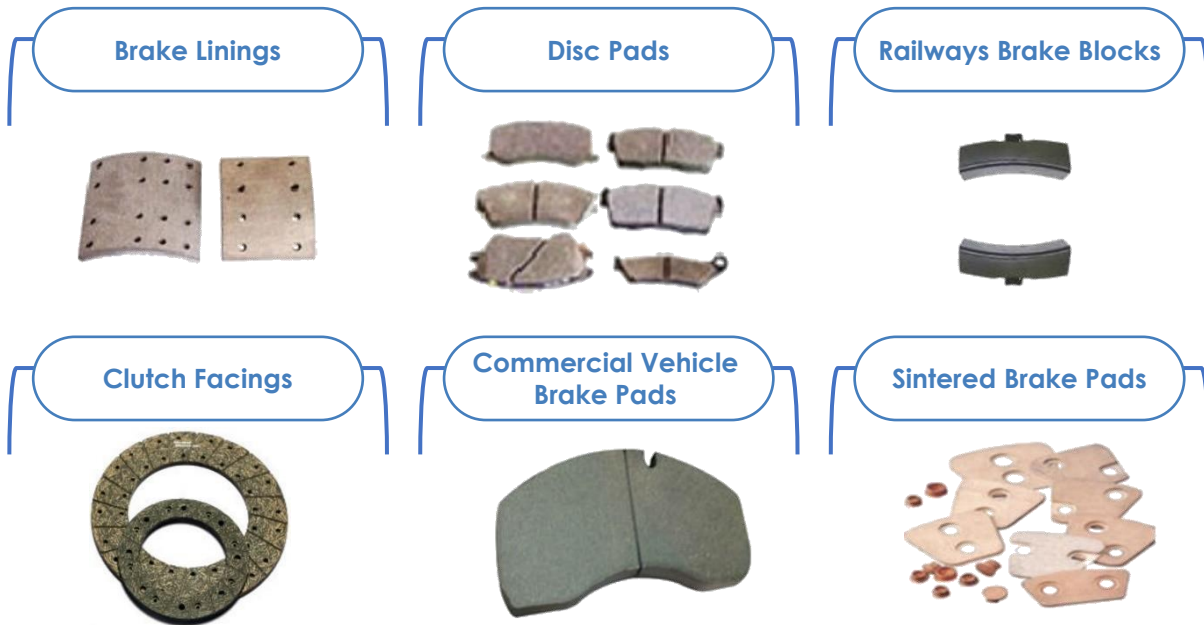 Brake Linings
Disc Pads
Railways Brake Blocks
Clutch Facings
Commercial Vehicle
Brake Pads
Sintered Brake Pads